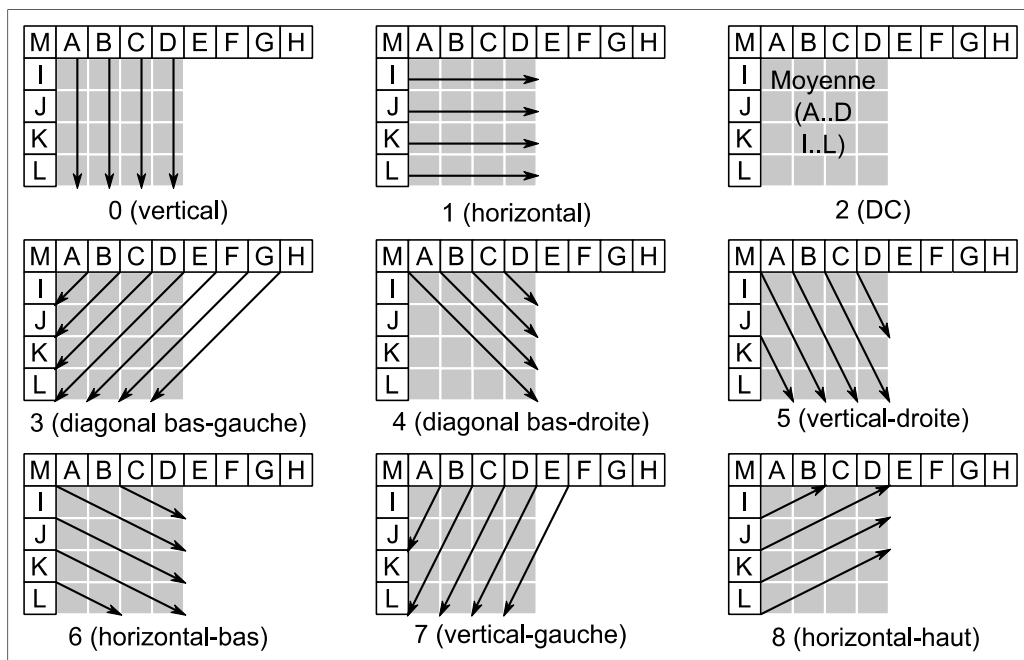 M A B C D E F G H
I
J
K
L
0 (vertical)
M A B C D E F G H
I
J
K
L
1 (horizontal)
M A B C D E F G H
I
J
K
L
Moyenne
(A..D
I..L)
2 (DC)
M A B C D E F G H
I
J
K
L
3 (diagonal bas-gauche)
M A B C D E F G H
I
J
K
L
4 (diagonal bas-droite)
M A B C D E F G H
I
J
K
L
5 (vertical-droite)
M A B C D E F G H
I
J
K
L
6 (horizontal-bas)
M A B C D E F G H
I
J
K
L
7 (vertical-gauche)
M A B C D E F G H
I
J
K
L
8 (horizontal-haut)